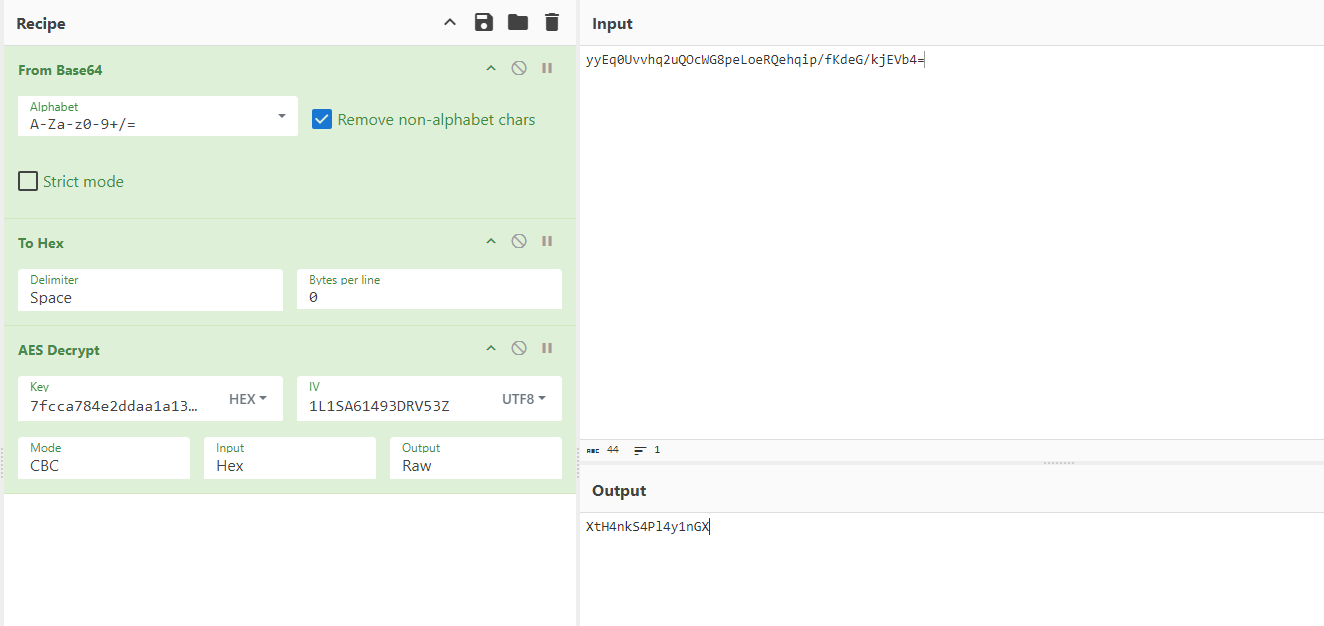 Recipe
From Base64
Alphabet
A-Za-z0-9+/=
Remove non-alphabet chars
Strict mode
To Hex
Delimiter
Space
Bytes per line
0
AES Decrypt
Key
7fcca784e2ddaa1a13…
HEX
IV
1L1SA61493DRV53Z
UTF8
Mode
CBC
Input
Hex
Output
Raw
Input
yyEq0Uvvhq2uQOcWG8peLoeRQehqip/fKdeG/kjEVb4=
ABC 44 1
Output
XtH4nkS4Pl4y1nGX